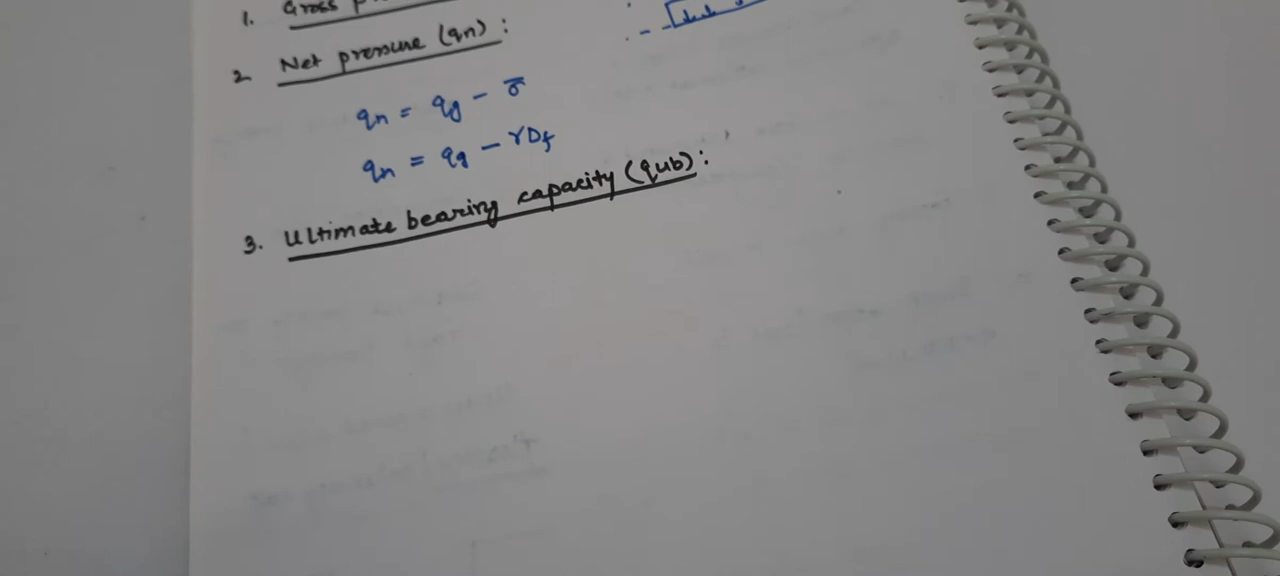 1. Gross
2 Net pressure (qn) :
qn = qg - σ̅
qn = qg - γDf
3. Ultimate bearing capacity (qub) :